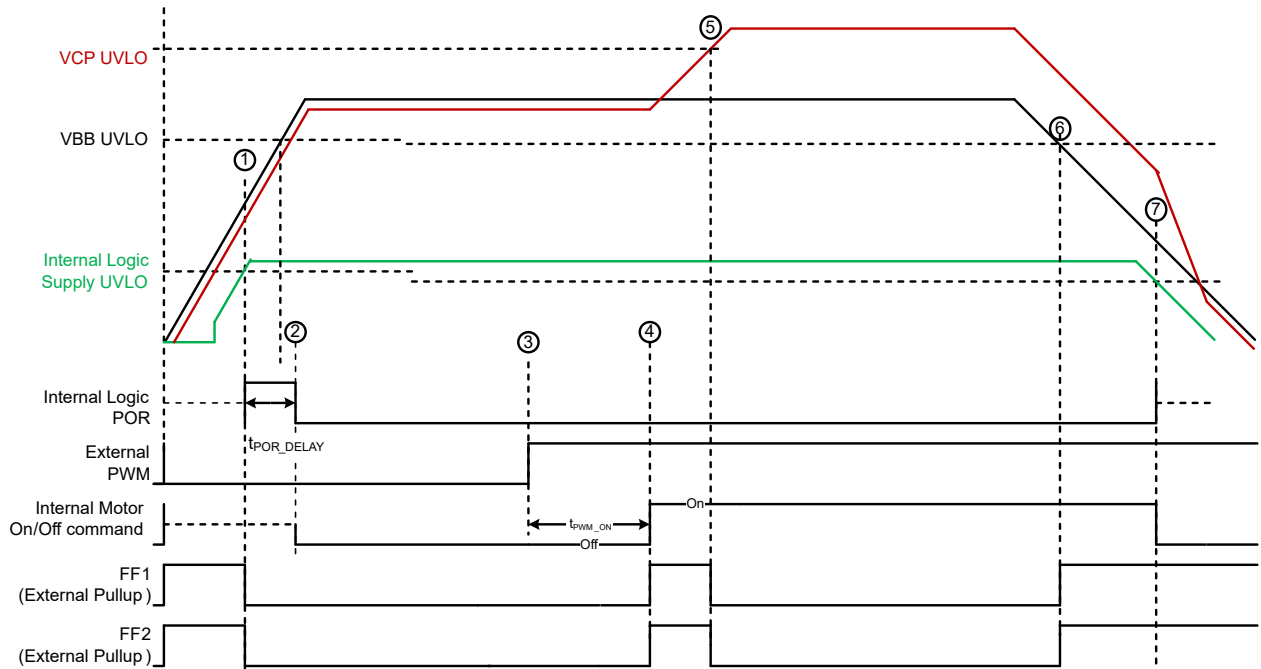 5
VCP UVLO
VBB UVLO
6
1
7
Internal Logic
Supply UVLO
2
3
4
Internal Logic
POR
tPOR_DELAY
External
PWM
Internal Motor
On/Off command
On
tPWM_ON
Off
FF1
(External Pullup)
FF2
(External Pullup)